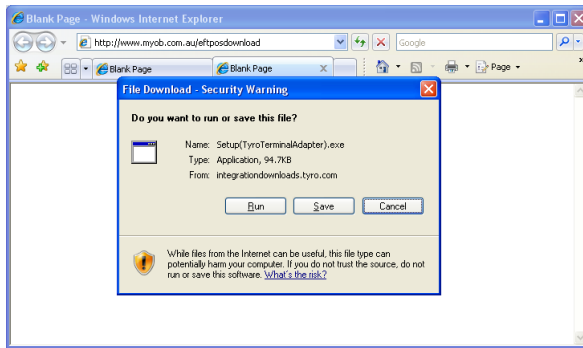 Blank Page - Windows Internet Explorer
http://www.myob.com.au/eftposdownload
Google
Blank Page
Blank Page
Page
File Download - Security Warning
Do you want to run or save this file?
Name: Setup(TyroTerminalAdapter).exe
Type: Application, 94.7KB
From: integrationdownloads.tyro.com
Run
Save
Cancel
While files from the Internet can be useful, this file type can
potentially harm your computer. If you do not trust the source, do not
run or save this software. What's the risk?